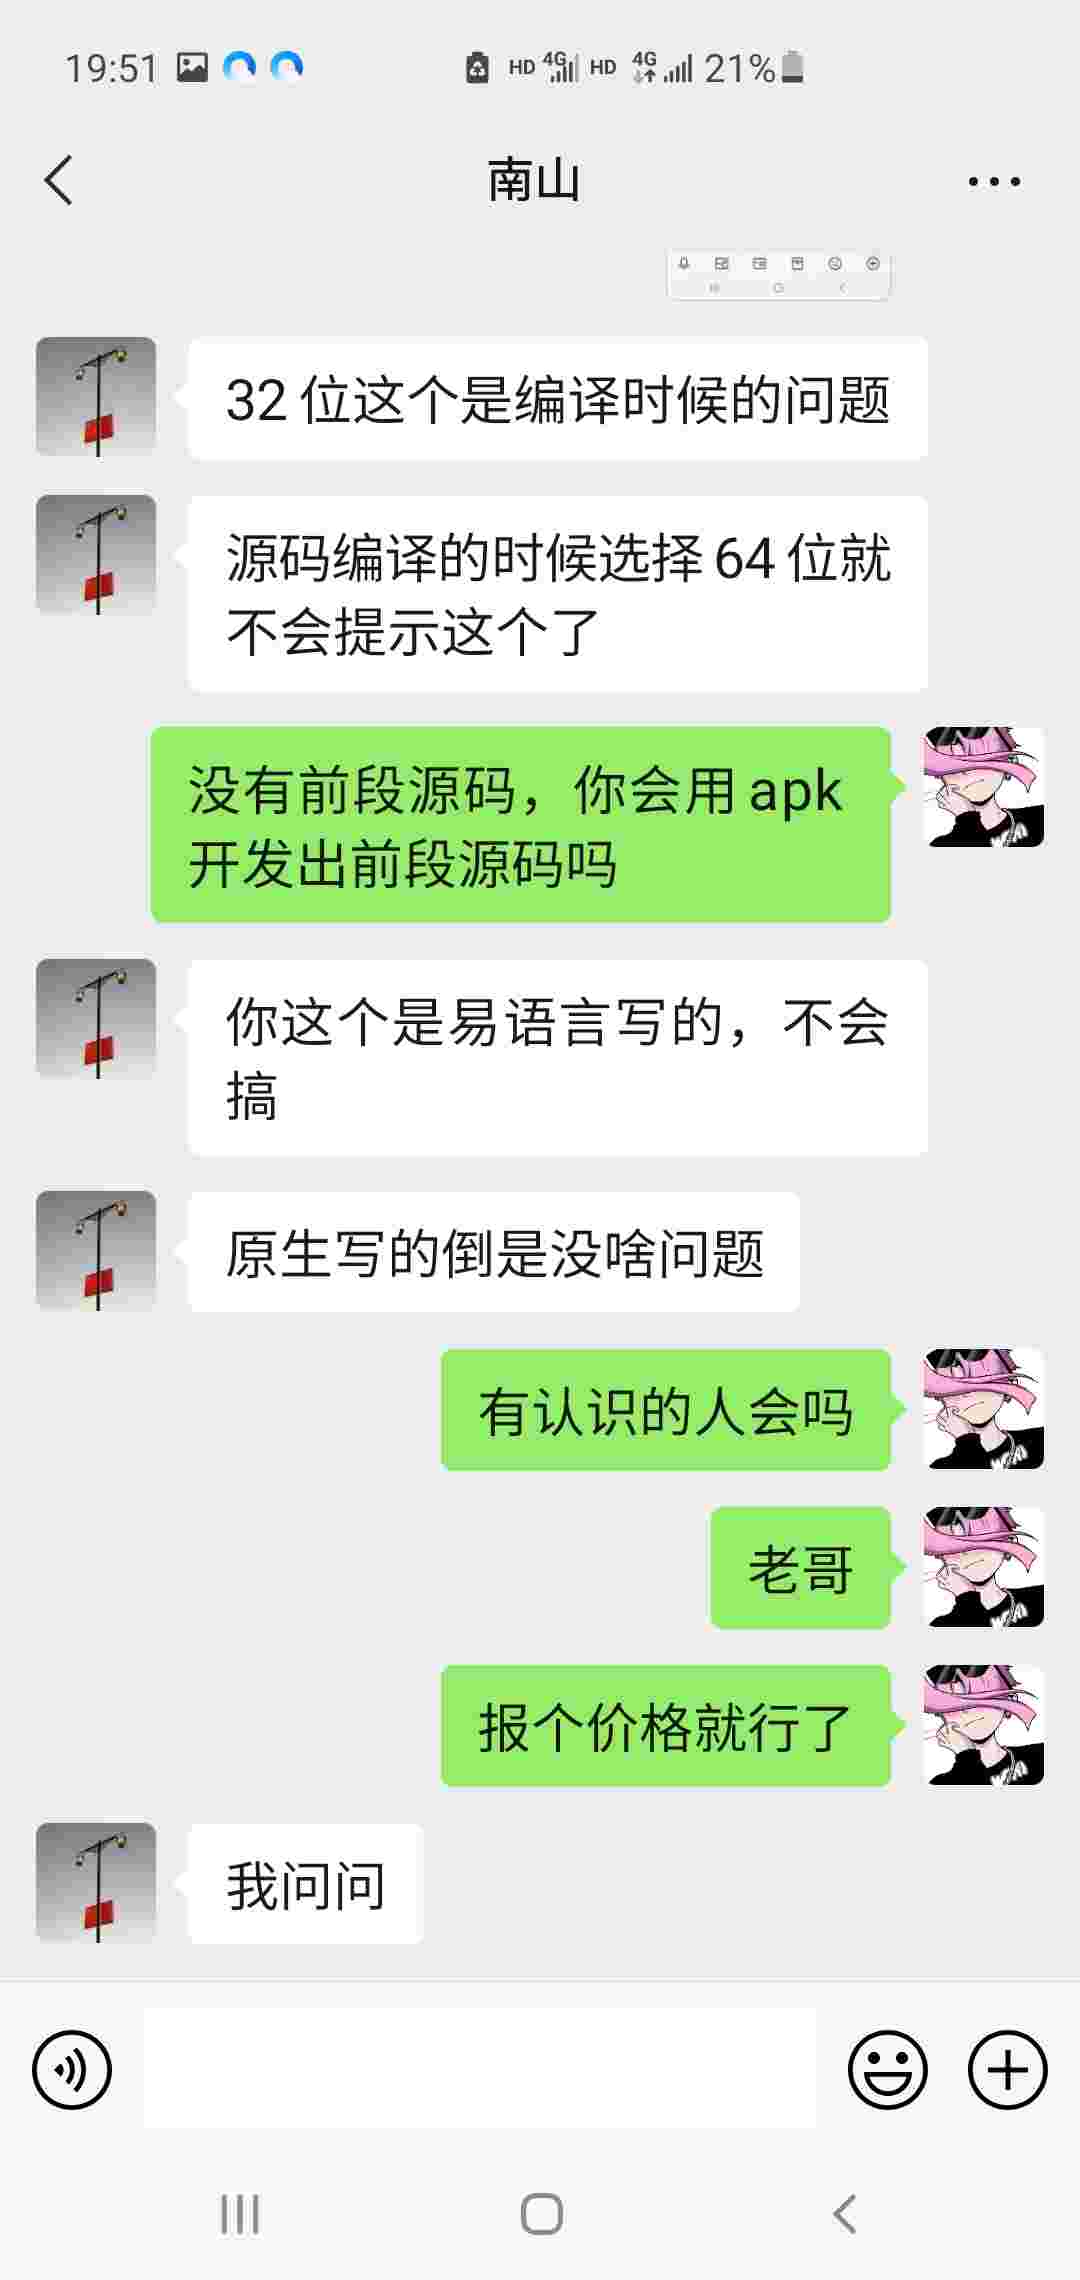 19:51 HD 4G HD 4G 21%
南山
32 位这个是编译时候的问题
源码编译的时候选择 64 位就
不会提示这个了
没有前段源码，你会用 apk
开发出前段源码吗
你这个是易语言写的，不会
搞
原生写的倒是没啥问题
有认识的人会吗
老哥
报个价格就行了
我问问